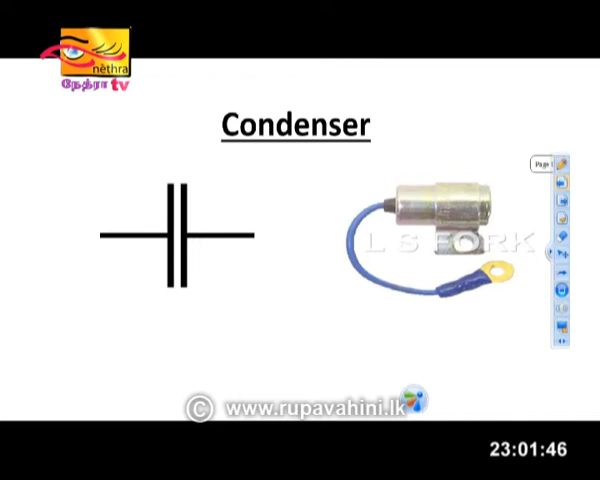 nethra
நேத்ரா tv
Condenser
Page
L S FORK
© www.rupavahini.lk
23:01:46